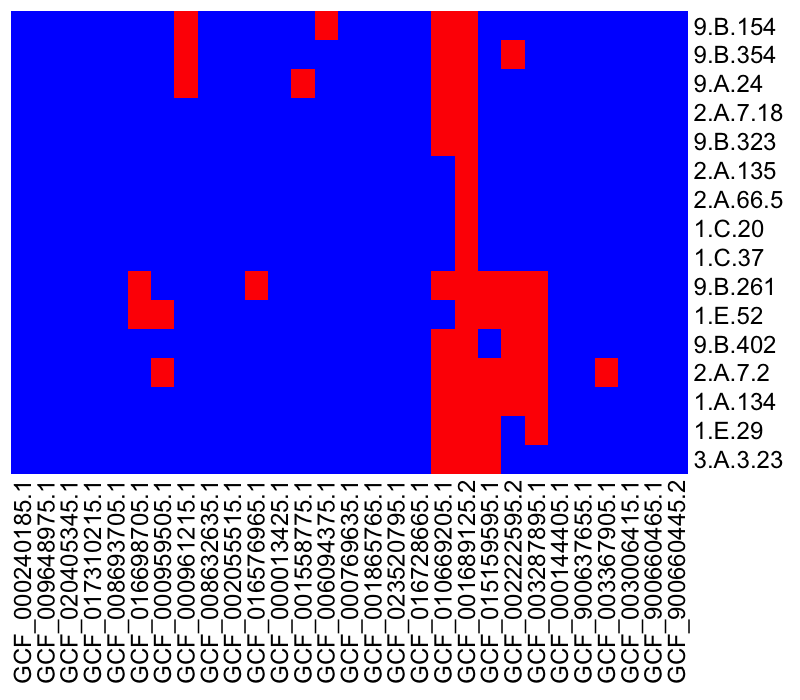 9.B.154
9.B.354
9.A.24
2.A.7.18
9.B.323
2.A.135
2.A.66.5
1.C.20
1.C.37
9.B.261
1.E.52
9.B.402
2.A.7.2
1.A.134
1.E.29
3.A.3.23
GCF_000240185.1
GCF_009648975.1
GCF_020405345.1
GCF_017310215.1
GCF_008693705.1
GCF_016698705.1
GCF_000959505.1
GCF_000961215.1
GCF_008632635.1
GCF_002055515.1
GCF_016576965.1
GCF_000013425.1
GCF_001558775.1
GCF_006094375.1
GCF_000769635.1
GCF_001865765.1
GCF_023520795.1
GCF_016728665.1
GCF_010669205.1
GCF_001689125.2
GCF_015159595.1
GCF_002222595.2
GCF_003287895.1
GCF_000144405.1
GCF_900637655.1
GCF_003367905.1
GCF_003006415.1
GCF_900660465.1
GCF_900660445.2